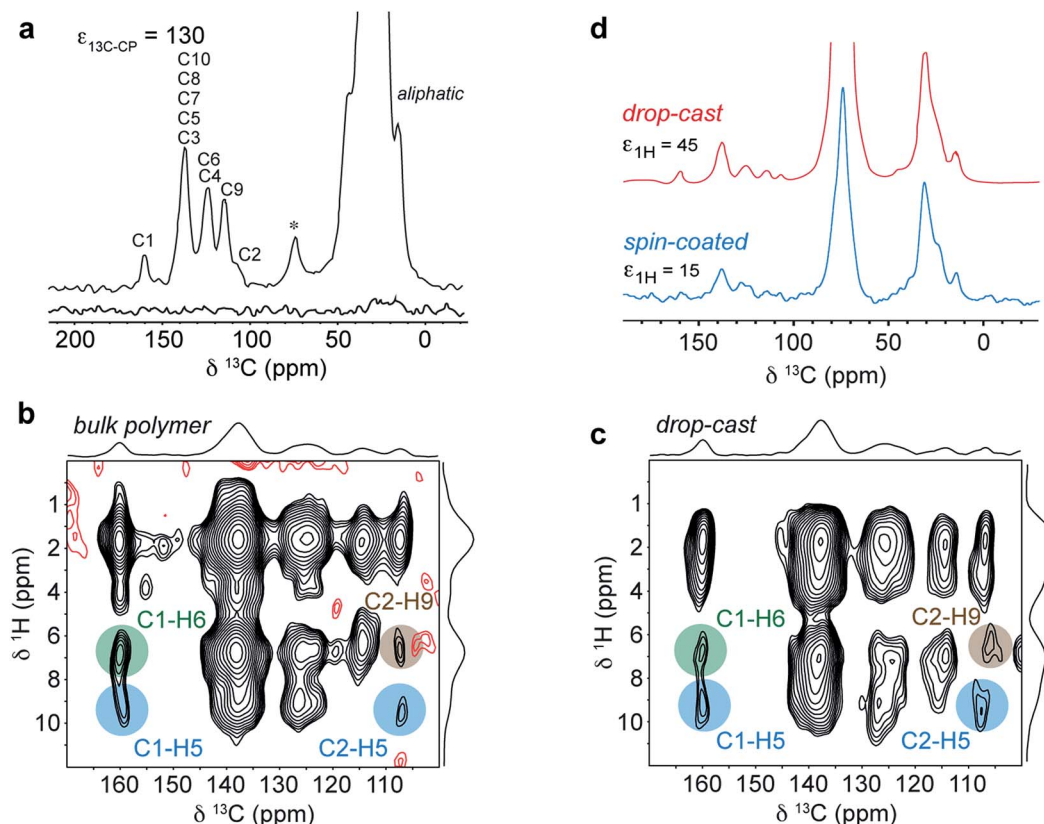 a
ε13C-CP = 130
C10
C8
C7
C5
C3
C6
C4
C9
C1
C2
*
aliphatic
200
150
100
50
0
δ 13C (ppm)
d
drop-cast
ε1H = 45
spin-coated
ε1H = 15
150
100
50
0
δ 13C (ppm)
b
bulk polymer
1
2
4
6
8
10
δ 1H (ppm)
C1-H6
C2-H9
C1-H5
C2-H5
160
150
140
130
120
110
δ 13C (ppm)
c
drop-cast
1
2
4
6
8
10
δ 1H (ppm)
C1-H6
C2-H9
C1-H5
C2-H5
160
150
140
130
120
110
δ 13C (ppm)